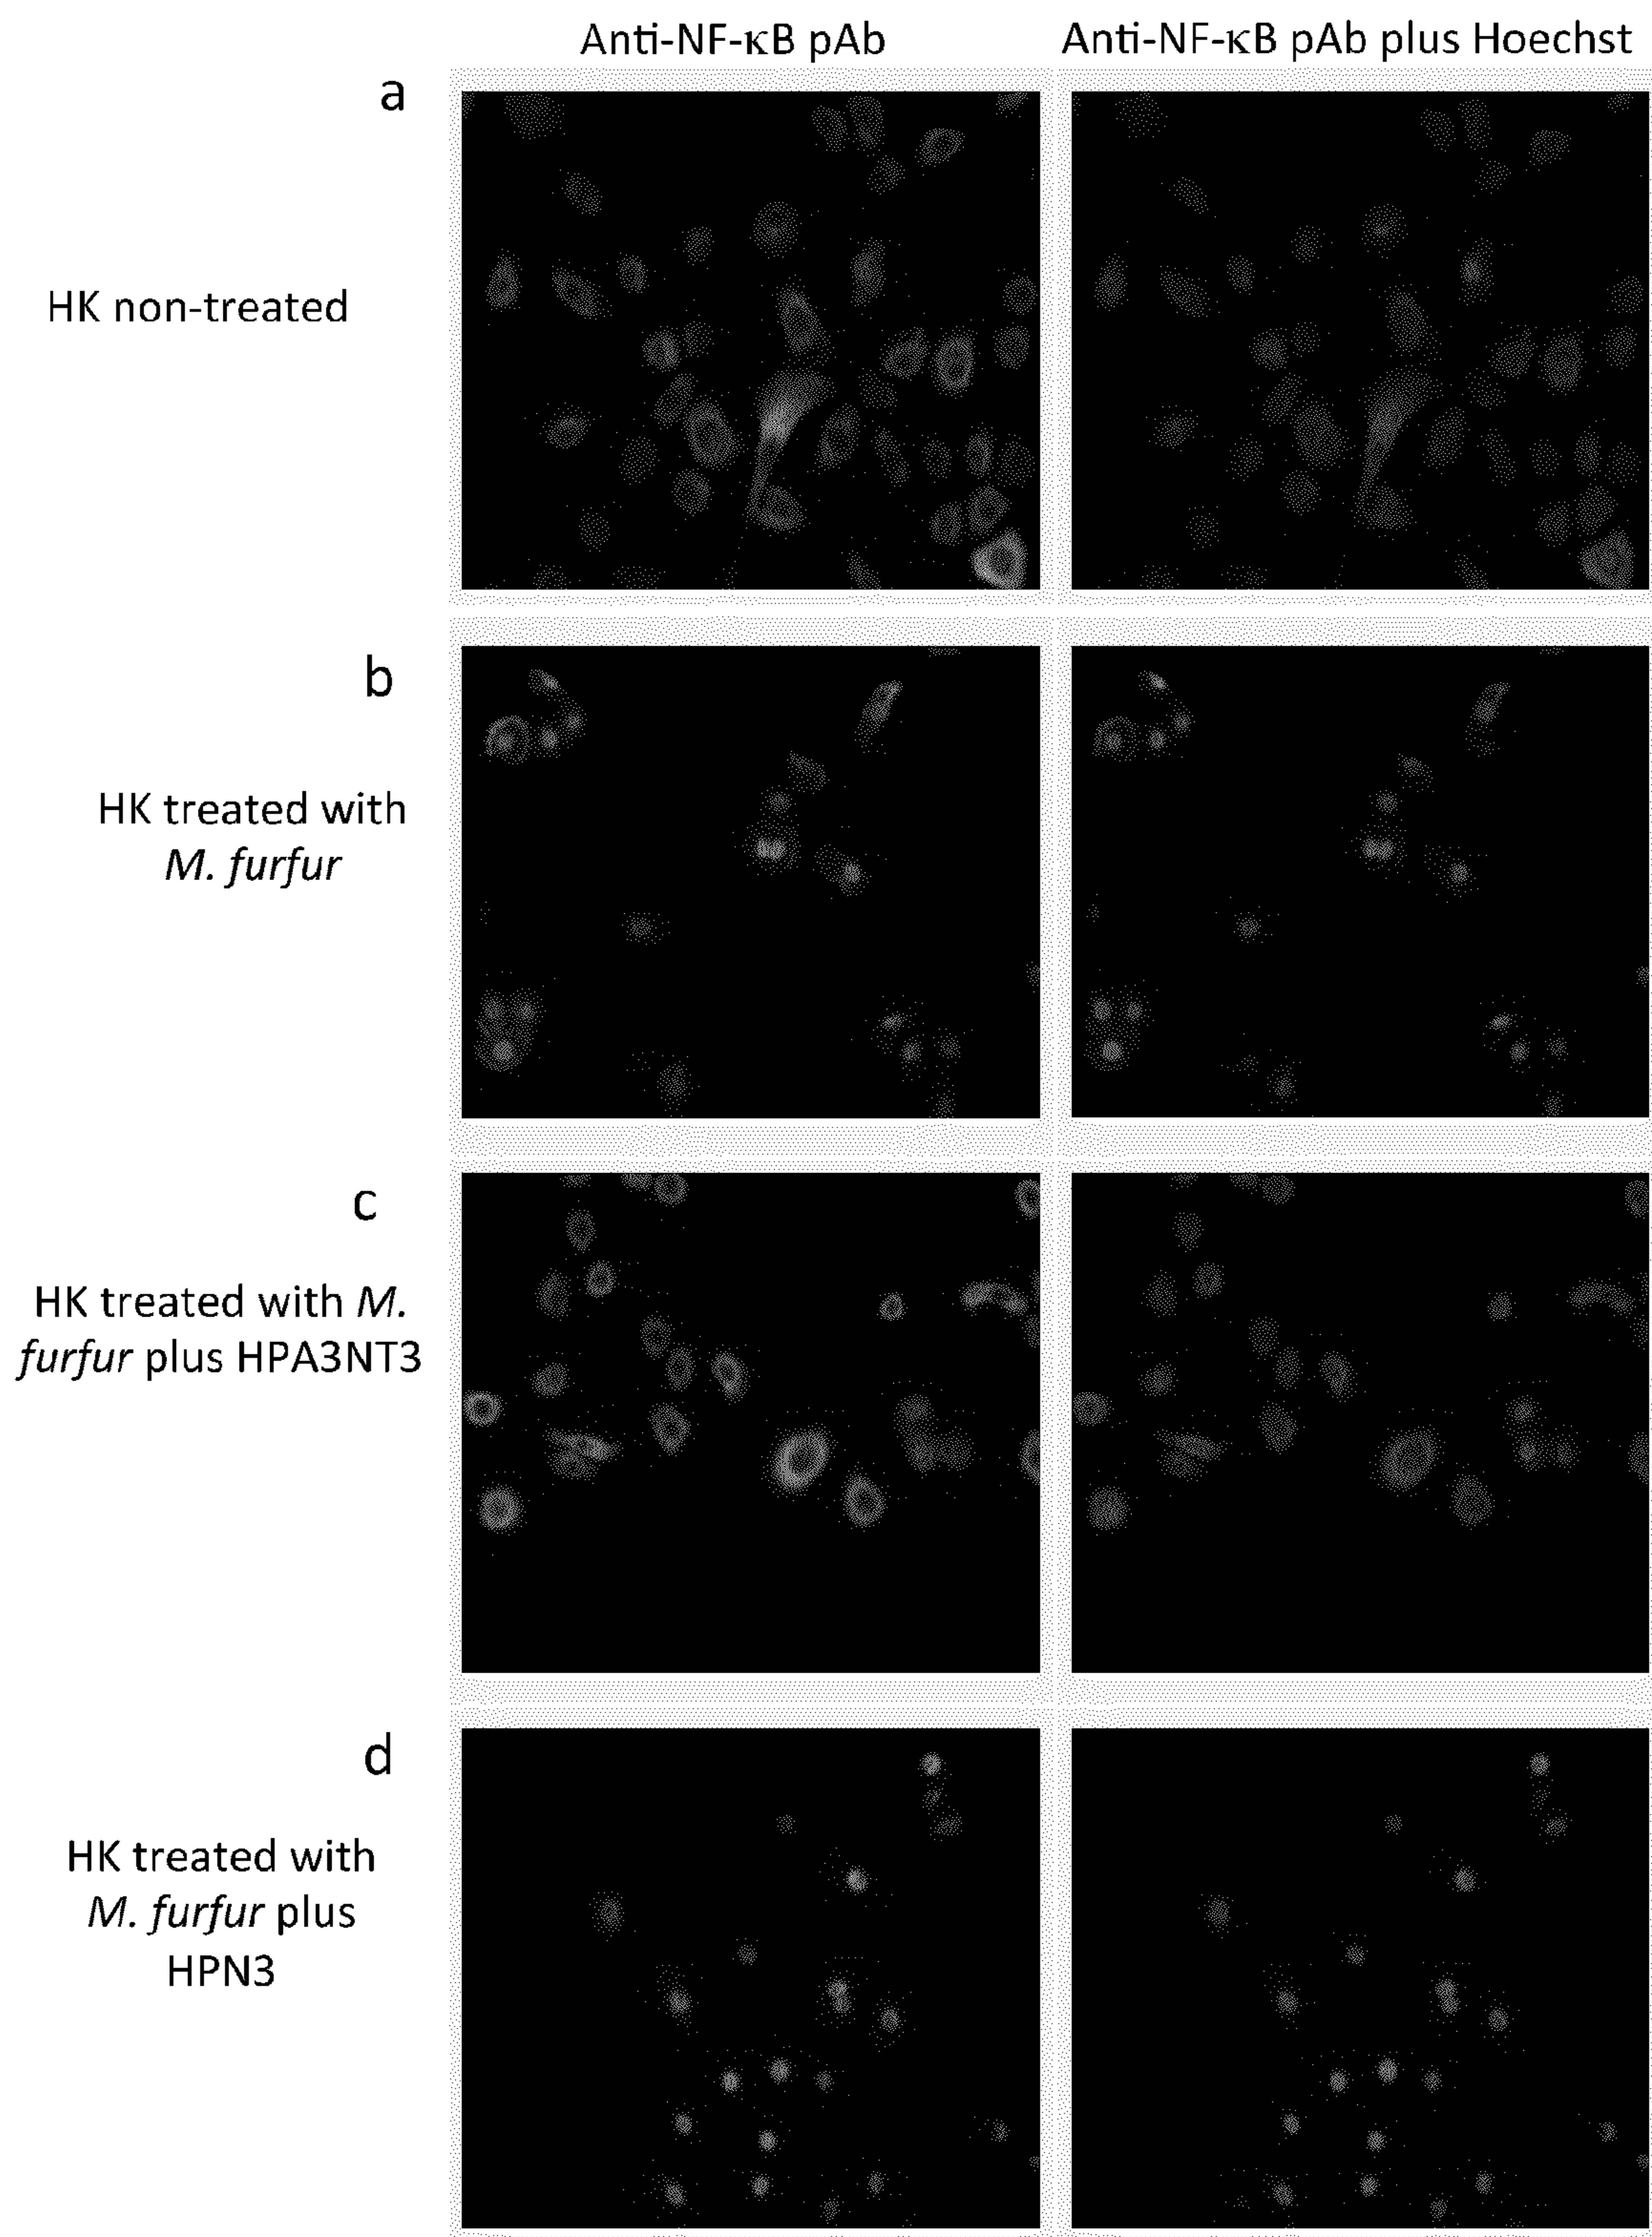 Anti-NF-κB pAb
Anti-NF-κB pAb plus Hoechst
a
HK non-treated
b
HK treated with
M. furfur
c
HK treated with M.
furfur plus HPA3NT3
d
HK treated with
M. furfur plus
HPN3